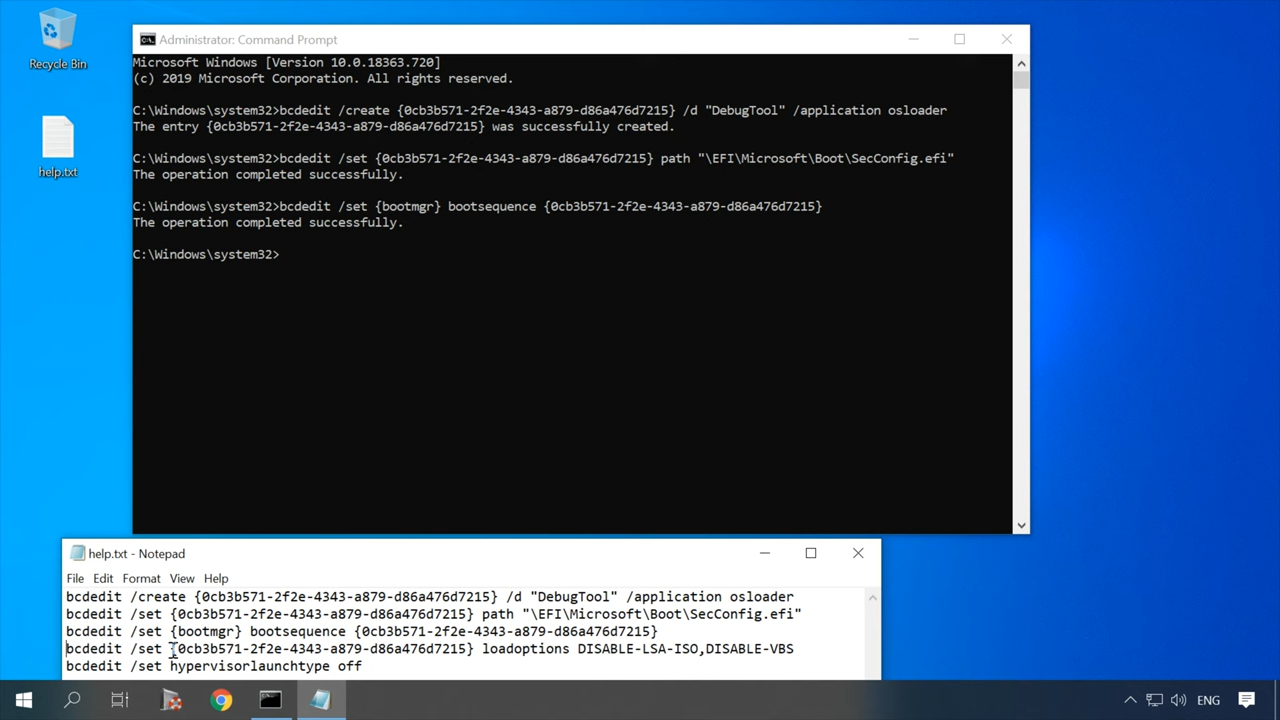 Recycle Bin
help.txt
Administrator: Command Prompt
Microsoft Windows [Version 10.0.18363.720]
(c) 2019 Microsoft Corporation. All rights reserved.
C:\Windows\system32>bcdedit /create {0cb3b571-2f2e-4343-a879-d86a476d7215} /d "DebugTool" /application osloader
The entry {0cb3b571-2f2e-4343-a879-d86a476d7215} was successfully created.
C:\Windows\system32>bcdedit /set {0cb3b571-2f2e-4343-a879-d86a476d7215} path "\EFI\Microsoft\Boot\SecConfig.efi"
The operation completed successfully.
C:\Windows\system32>bcdedit /set {bootmgr} bootsequence {0cb3b571-2f2e-4343-a879-d86a476d7215}
The operation completed successfully.
C:\Windows\system32>
help.txt - Notepad
File Edit Format View Help
bcdedit /create {0cb3b571-2f2e-4343-a879-d86a476d7215} /d "DebugTool" /application osloader
bcdedit /set {0cb3b571-2f2e-4343-a879-d86a476d7215} path "\EFI\Microsoft\Boot\SecConfig.efi"
bcdedit /set {bootmgr} bootsequence {0cb3b571-2f2e-4343-a879-d86a476d7215}
bcdedit /set {0cb3b571-2f2e-4343-a879-d86a476d7215} loadoptions DISABLE-LSA-ISO,DISABLE-VBS
bcdedit /set hypervisorlaunchtype off
ENG